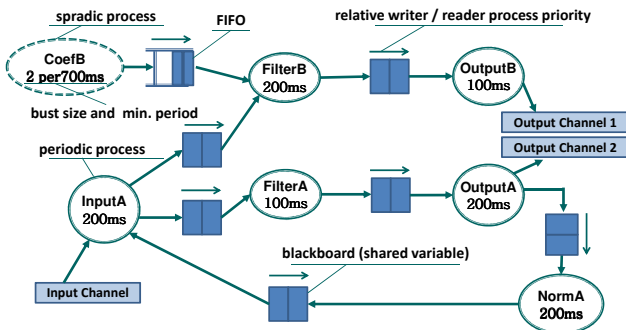 spradic process
FIFO
relative writer / reader process priority
CoefB
2 per700ms
FilterB
200ms
OutputB
100ms
bust size and min. period
Output Channel 1
Output Channel 2
periodic process
InputA
200ms
FilterA
100ms
OutputA
200ms
blackboard (shared variable)
Input Channel
NormA
200ms